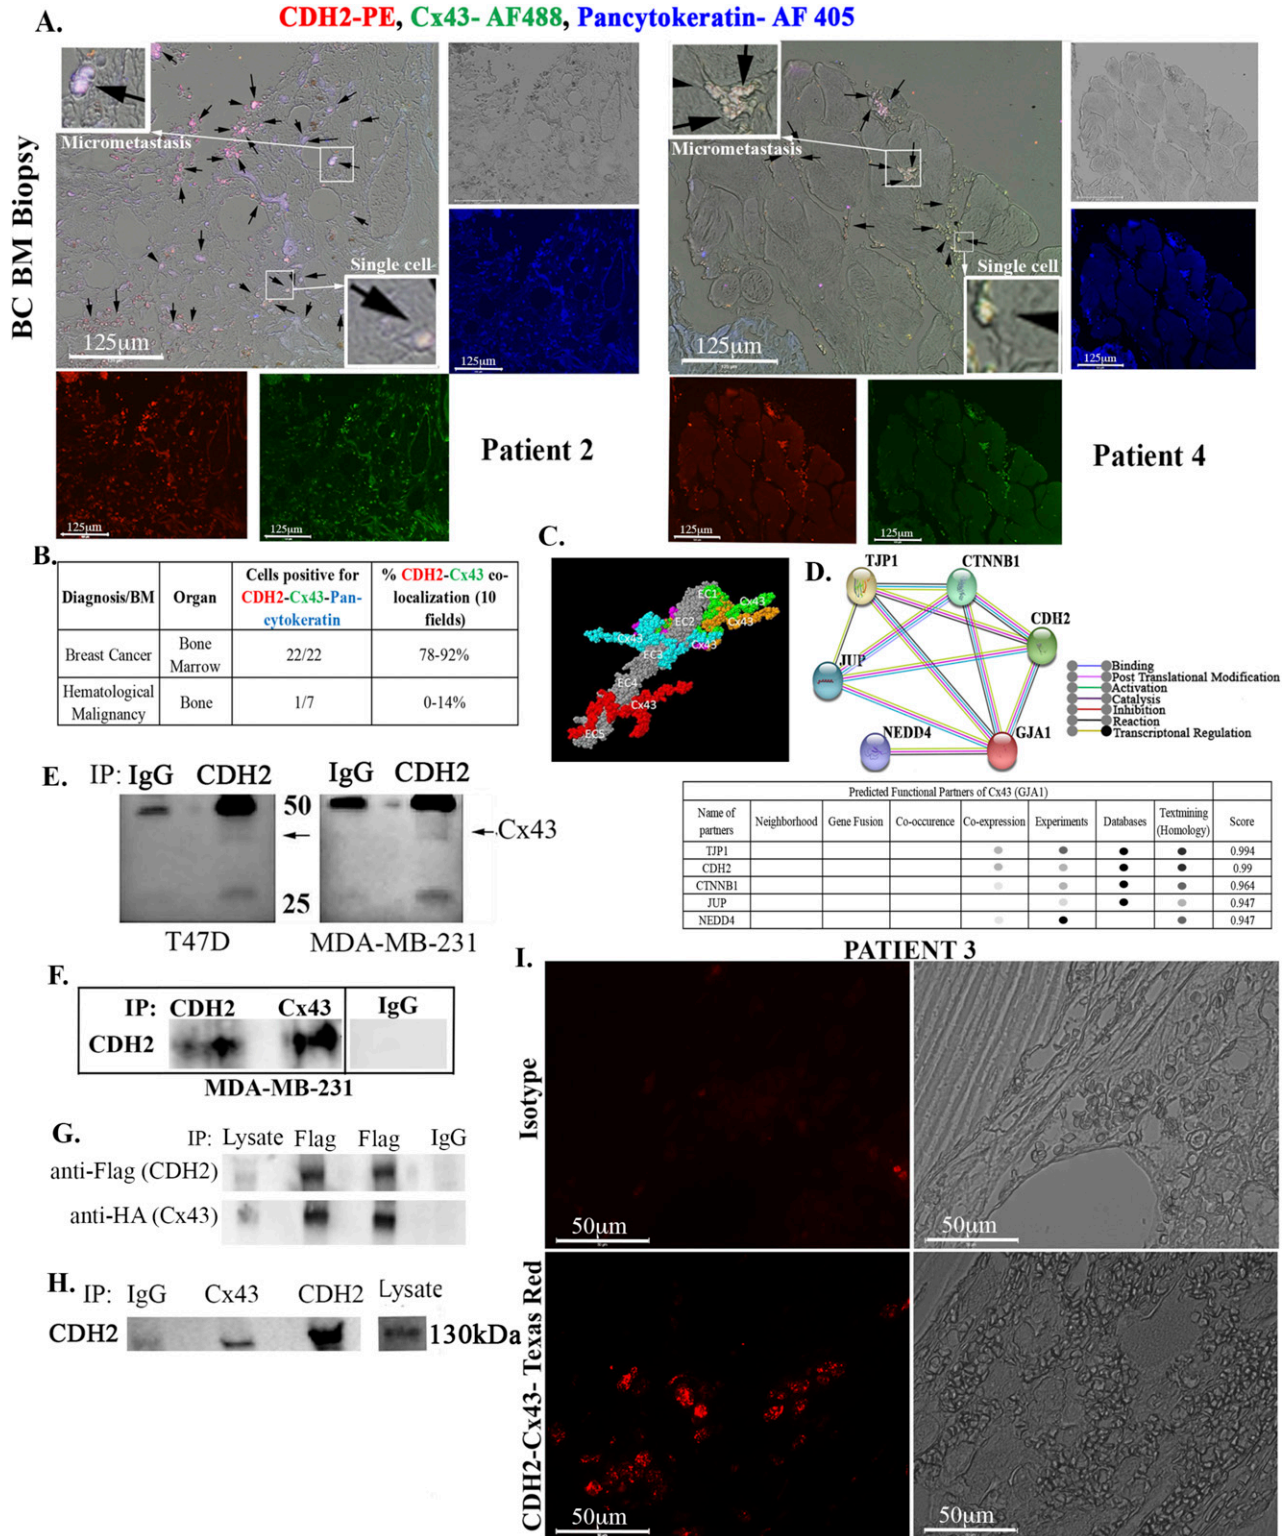 A.
CDH2-PE, Cx43- AF488, Pancytokeratin- AF 405
BC BM Biopsy
Micrometastasis
Single cell
125μm
125μm
125μm
125μm
Patient 2
Micrometastasis
Single cell
125μm
125μm
125μm
125μm
Patient 4
B.
Diagnosis/BM
Organ
Cells positive for
CDH2-Cx43-Pan-
cytokeratin
% CDH2-Cx43 co-
localization (10
fields)
Breast Cancer
Bone
Marrow
22/22
78-92%
Hematological
Malignancy
Bone
1/7
0-14%
C.
EC1
Cx43
Cx43
EC2
Cx43
Cx43
EC3
EC4
Cx43
EC5
D.
TJP1
CTNNB1
CDH2
JUP
NEDD4
GJA1
Binding
Post Translational Modification
Activation
Catalysis
Inhibition
Reaction
Transcriptonal Regulation
Predicted Functional Partners of Cx43 (GJA1)
Name of
partners
Neighborhood
Gene Fusion
Co-occurence
Co-expression
Experiments
Databases
Textmining
(Homology)
Score
TJP1
0.994
CDH2
0.99
CTNNB1
0.964
JUP
0.947
NEDD4
0.947
E.
IP: IgG CDH2
IgG CDH2
50
Cx43
25
T47D
MDA-MB-231
F.
IP: CDH2 Cx43 IgG
CDH2
MDA-MB-231
G.
IP: Lysate Flag Flag IgG
anti-Flag (CDH2)
anti-HA (Cx43)
H.
IP: IgG Cx43 CDH2 Lysate
CDH2
130kDa
I.
PATIENT 3
Isotype
50μm
50μm
CDH2-Cx43- Texas Red
50μm
50μm